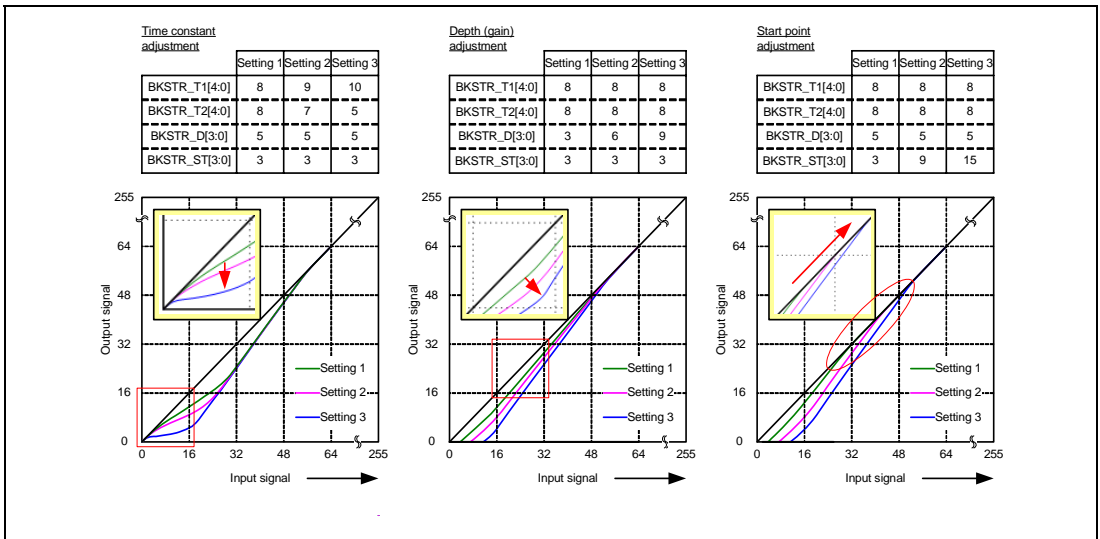 Time constant
adjustment
Setting 1 Setting 2 Setting 3
BKSTR_T1[4:0] 8 9 10
BKSTR_T2[4:0] 8 7 5
BKSTR_D[3:0] 5 5 5
BKSTR_ST[3:0] 3 3 3
255
64
48
32
16
0
Output signal
Setting 1
Setting 2
Setting 3
0 16 32 48 64 255
Input signal
Depth (gain)
adjustment
Setting 1 Setting 2 Setting 3
BKSTR_T1[4:0] 8 8 8
BKSTR_T2[4:0] 8 8 8
BKSTR_D[3:0] 3 6 9
BKSTR_ST[3:0] 3 3 3
255
64
48
32
16
0
Output signal
Setting 1
Setting 2
Setting 3
0 16 32 48 64 255
Input signal
Start point
adjustment
Setting 1 Setting 2 Setting 3
BKSTR_T1[4:0] 8 8 8
BKSTR_T2[4:0] 8 8 8
BKSTR_D[3:0] 5 5 5
BKSTR_ST[3:0] 3 9 15
255
64
48
32
16
0
Output signal
Setting 1
Setting 2
Setting 3
0 16 32 48 64 255
Input signal